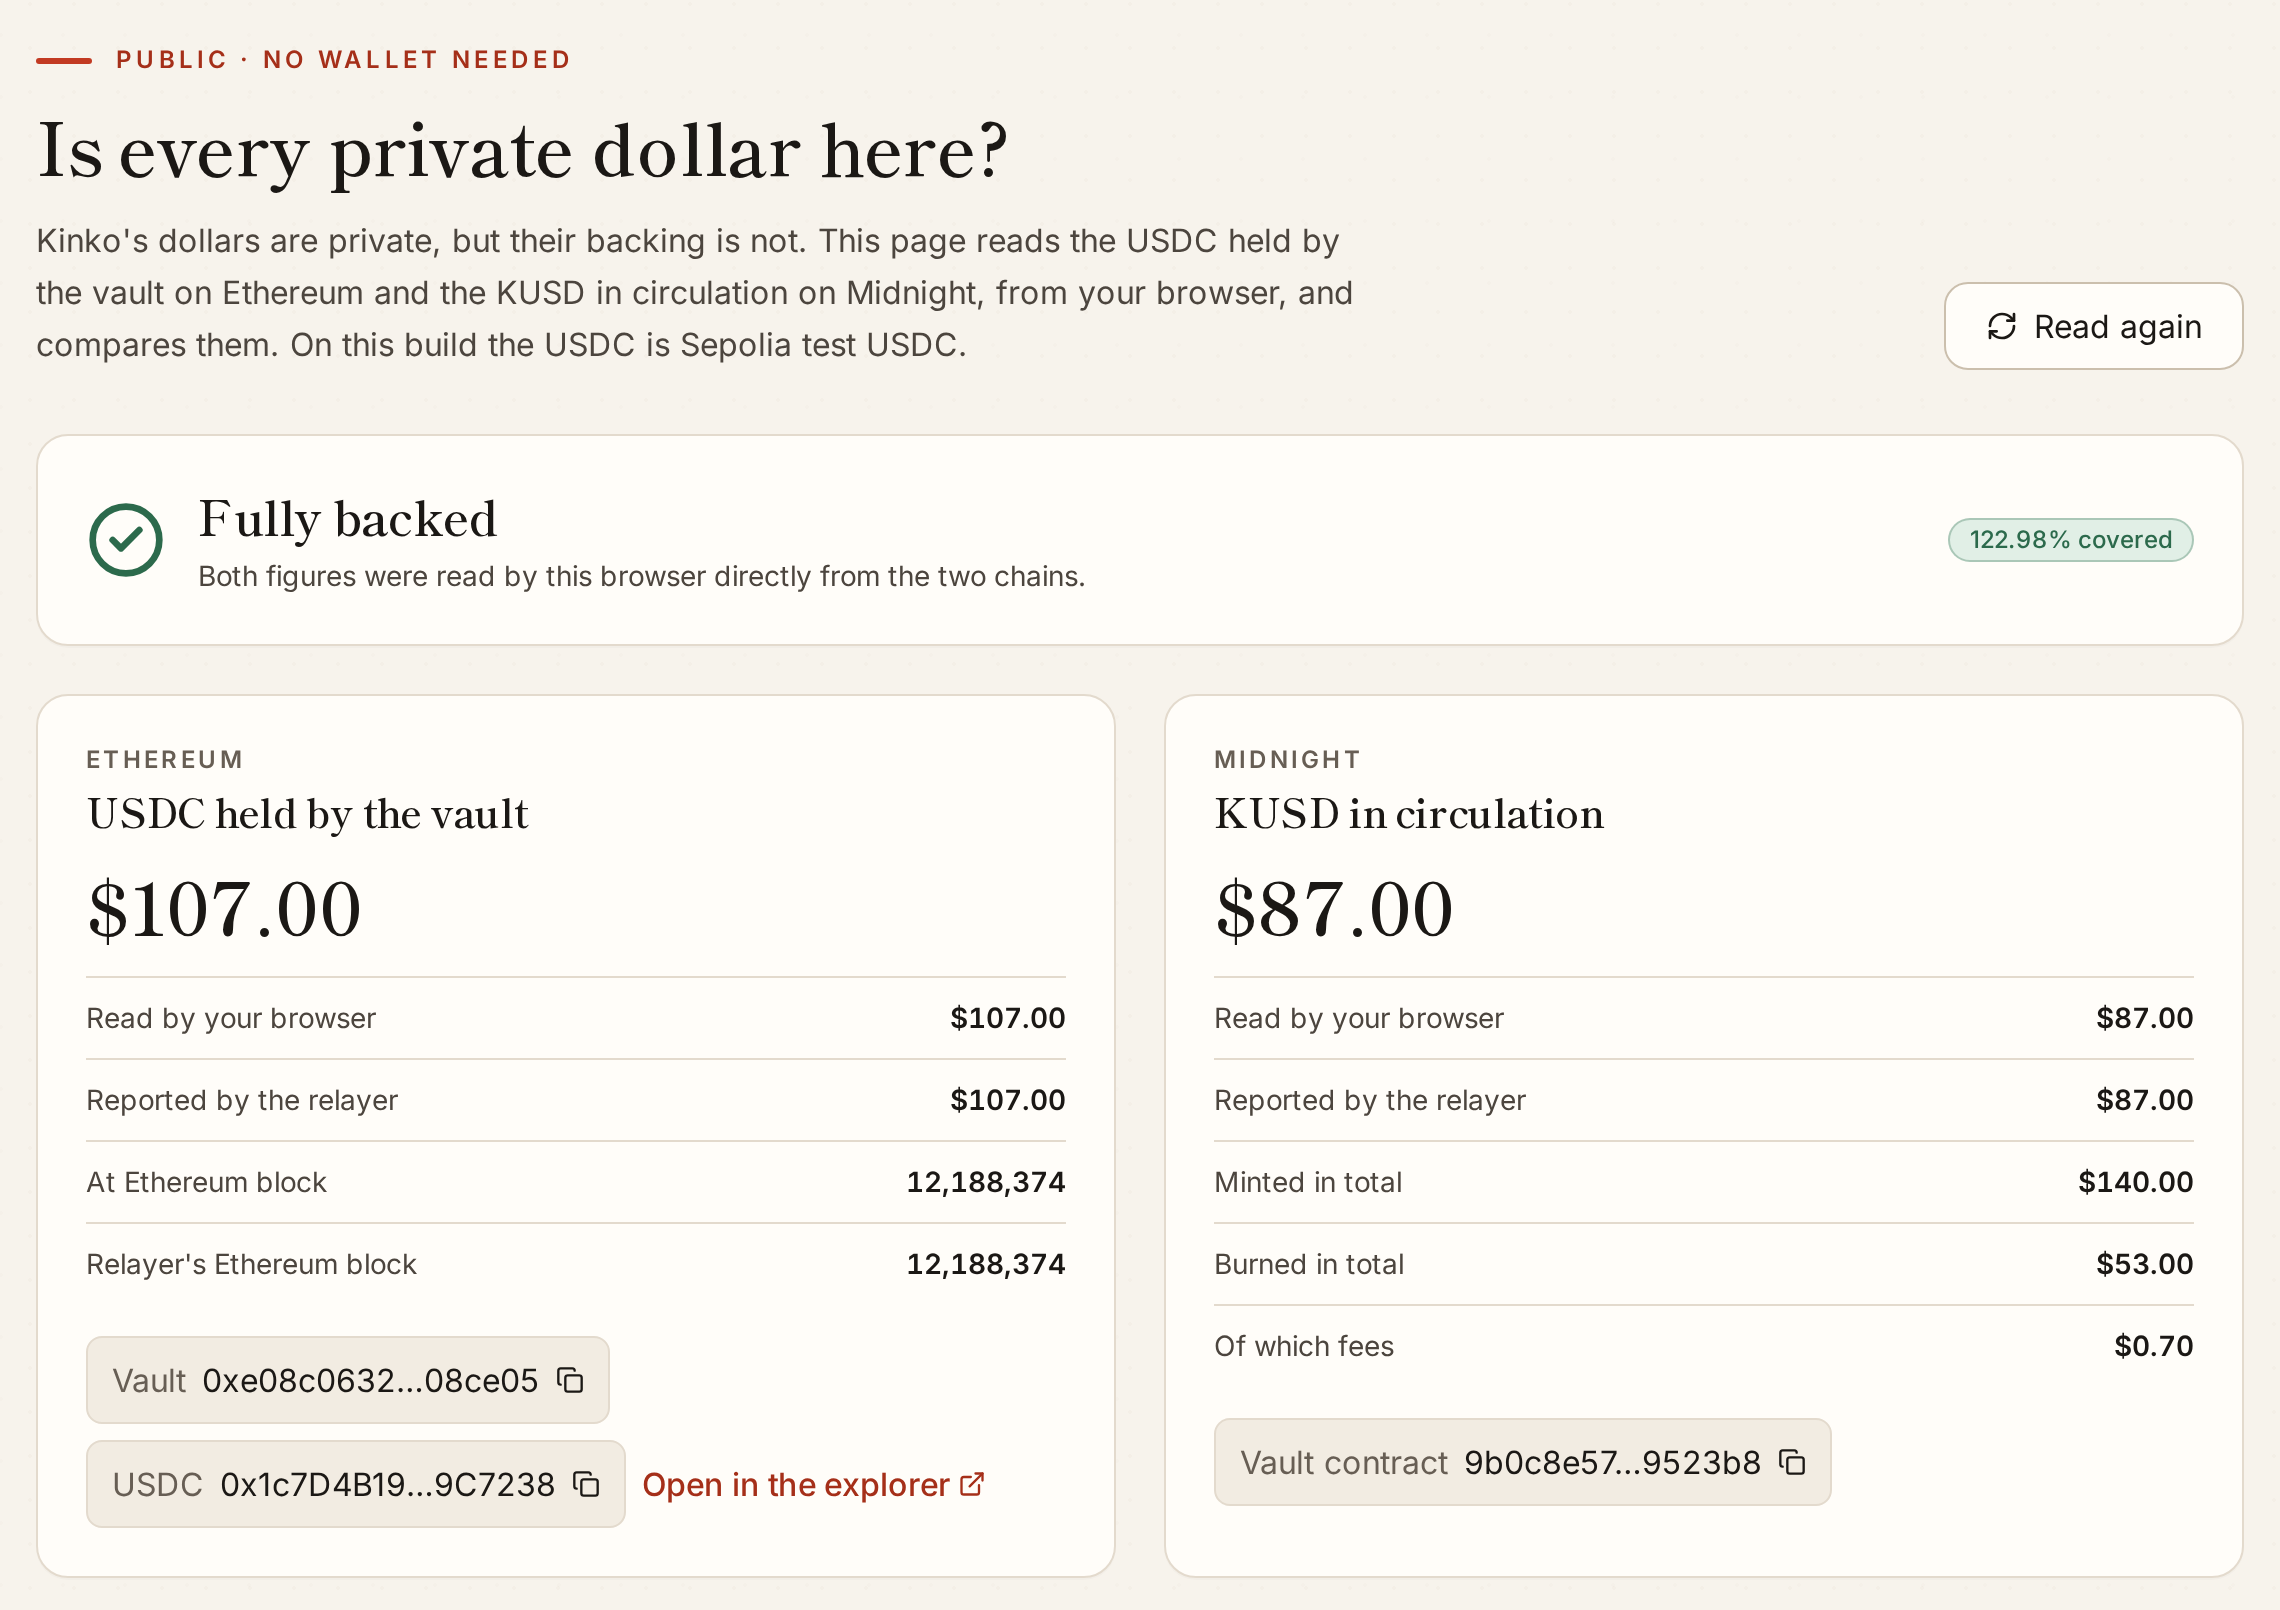 PUBLIC · NO WALLET NEEDED
Is every private dollar here?
Kinko's dollars are private, but their backing is not. This page reads the USDC held by
the vault on Ethereum and the KUSD in circulation on Midnight, from your browser, and
compares them. On this build the USDC is Sepolia test USDC.
Read again
Fully backed
Both figures were read by this browser directly from the two chains.
122.98% covered
ETHEREUM
USDC held by the vault
$107.00
Read by your browser $107.00
Reported by the relayer $107.00
At Ethereum block 12,188,374
Relayer's Ethereum block 12,188,374
Vault 0xe08c0632...08ce05
USDC 0x1c7D4B19...9C7238 Open in the explorer
MIDNIGHT
KUSD in circulation
$87.00
Read by your browser $87.00
Reported by the relayer $87.00
Minted in total $140.00
Burned in total $53.00
Of which fees $0.70
Vault contract 9b0c8e57...9523b8